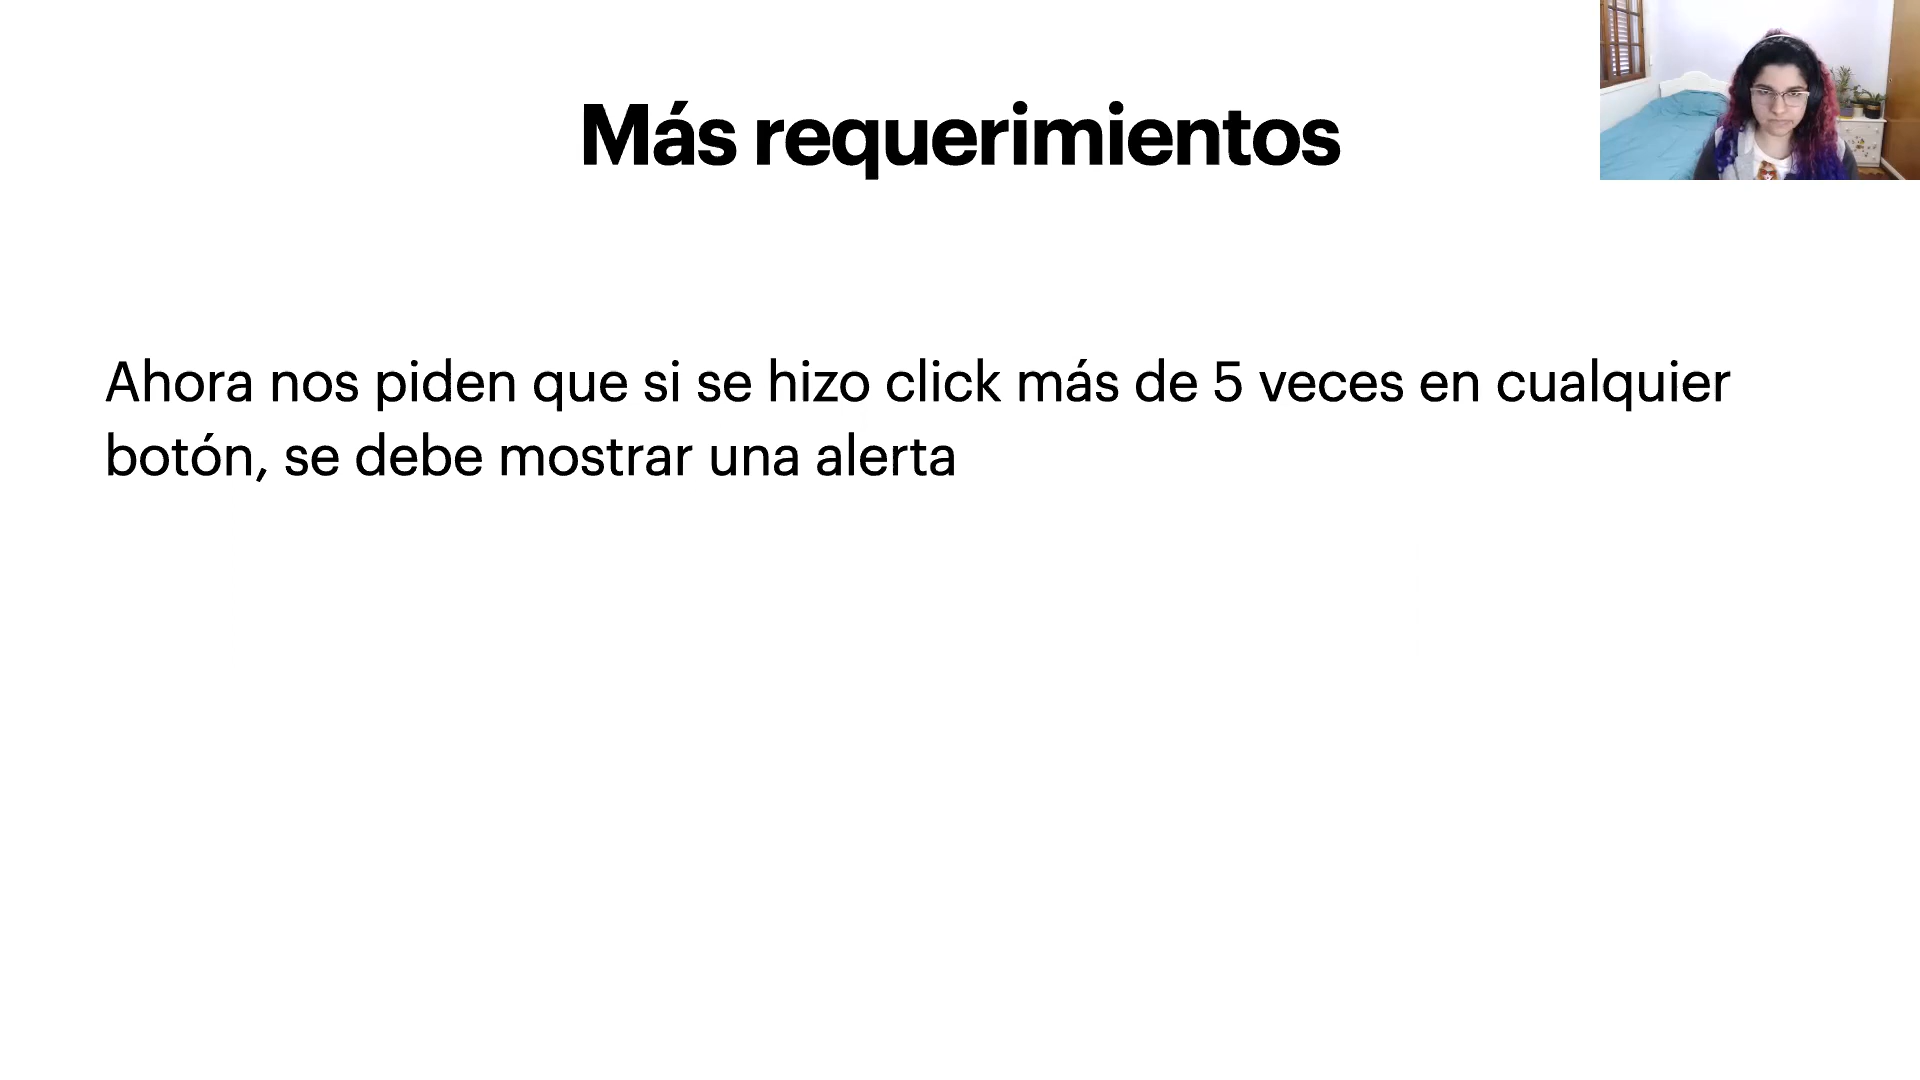 Más requerimientos
Ahora nos piden que si se hizo click más de 5 veces en cualquier
botón, se debe mostrar una alerta